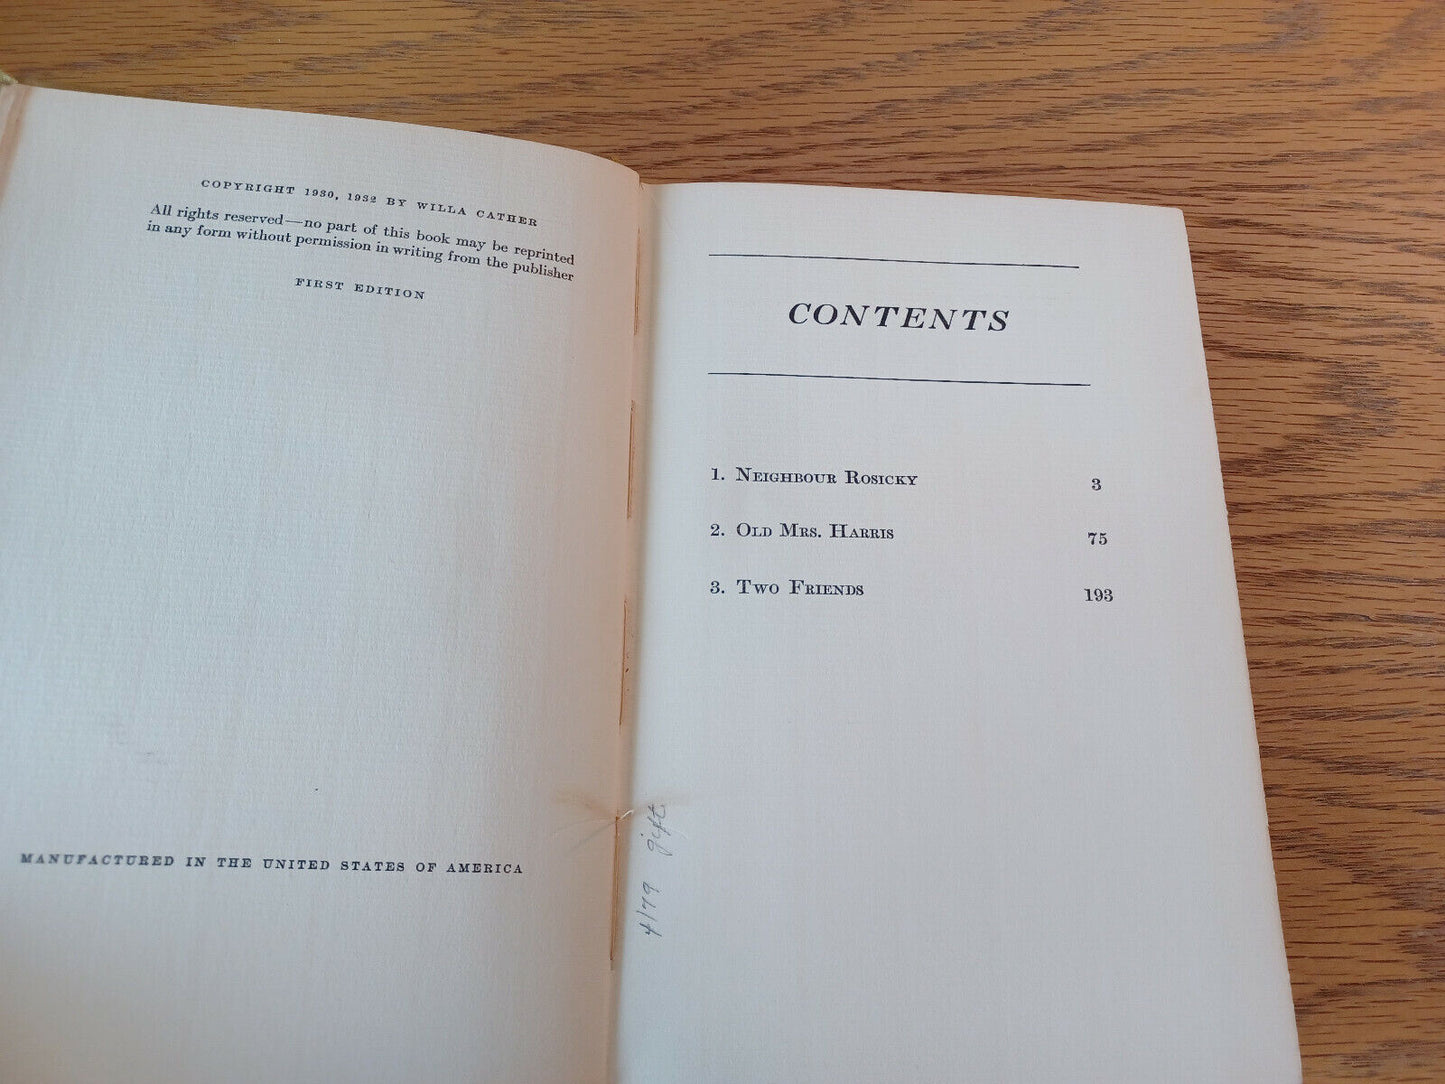 COPYRIGHT 1930, 1932 BY WILLA CATHER
All rights reserved—no part of this book may be reprinted
in any form without permission in writing from the publisher
FIRST EDITION
MANUFACTURED IN THE UNITED STATES OF AMERICA
CONTENTS
1. NEIGHBOUR ROSICKY 3
2. OLD MRS. HARRIS 75
3. TWO FRIENDS 193
4/79 gift